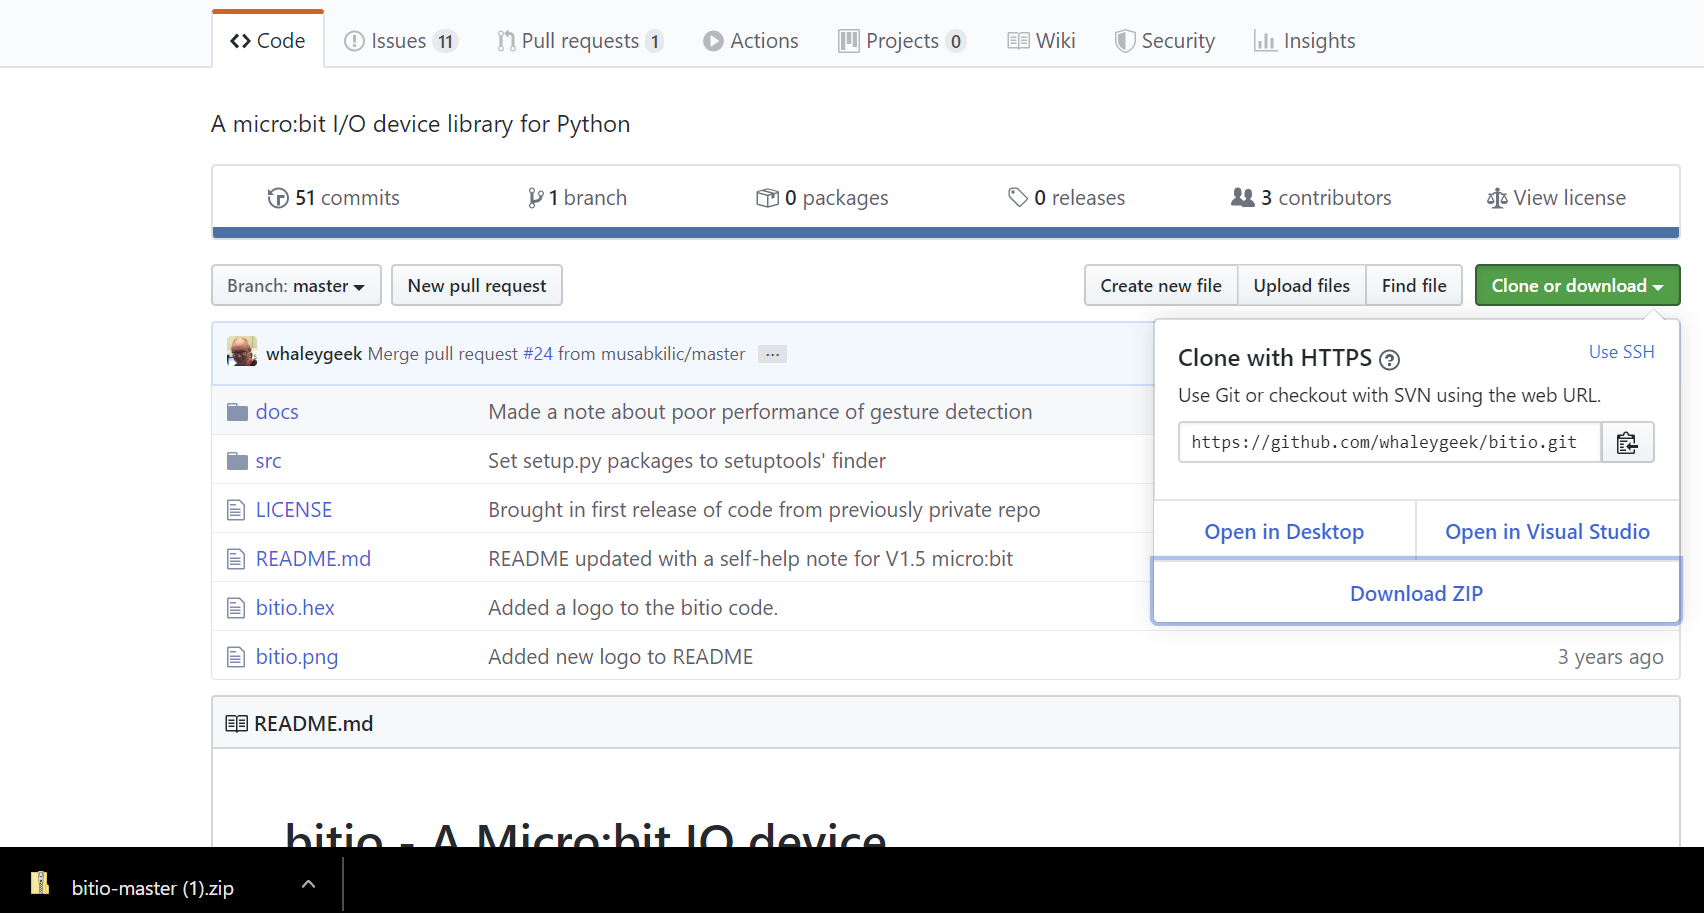 Code Issues 11 Pull requests 1 Actions Projects 0 Wiki Security Insights
A micro:bit I/O device library for Python
51 commits 1 branch 0 packages 0 releases 3 contributors View license
Branch: master New pull request Create new file Upload files Find file Clone or download
whaleygeek Merge pull request #24 from musabkilic/master ...
Clone with HTTPS ? Use SSH
Use Git or checkout with SVN using the web URL.
https://github.com/whaleygeek/bitio.git
Open in Desktop Open in Visual Studio
Download ZIP
docs Made a note about poor performance of gesture detection
src Set setup.py packages to setuptools' finder
LICENSE Brought in first release of code from previously private repo
README.md README updated with a self-help note for V1.5 micro:bit
bitio.hex Added a logo to the bitio code.
bitio.png Added new logo to README 3 years ago
README.md
bitio - A Micro:bit IO device
bitio-master (1).zip